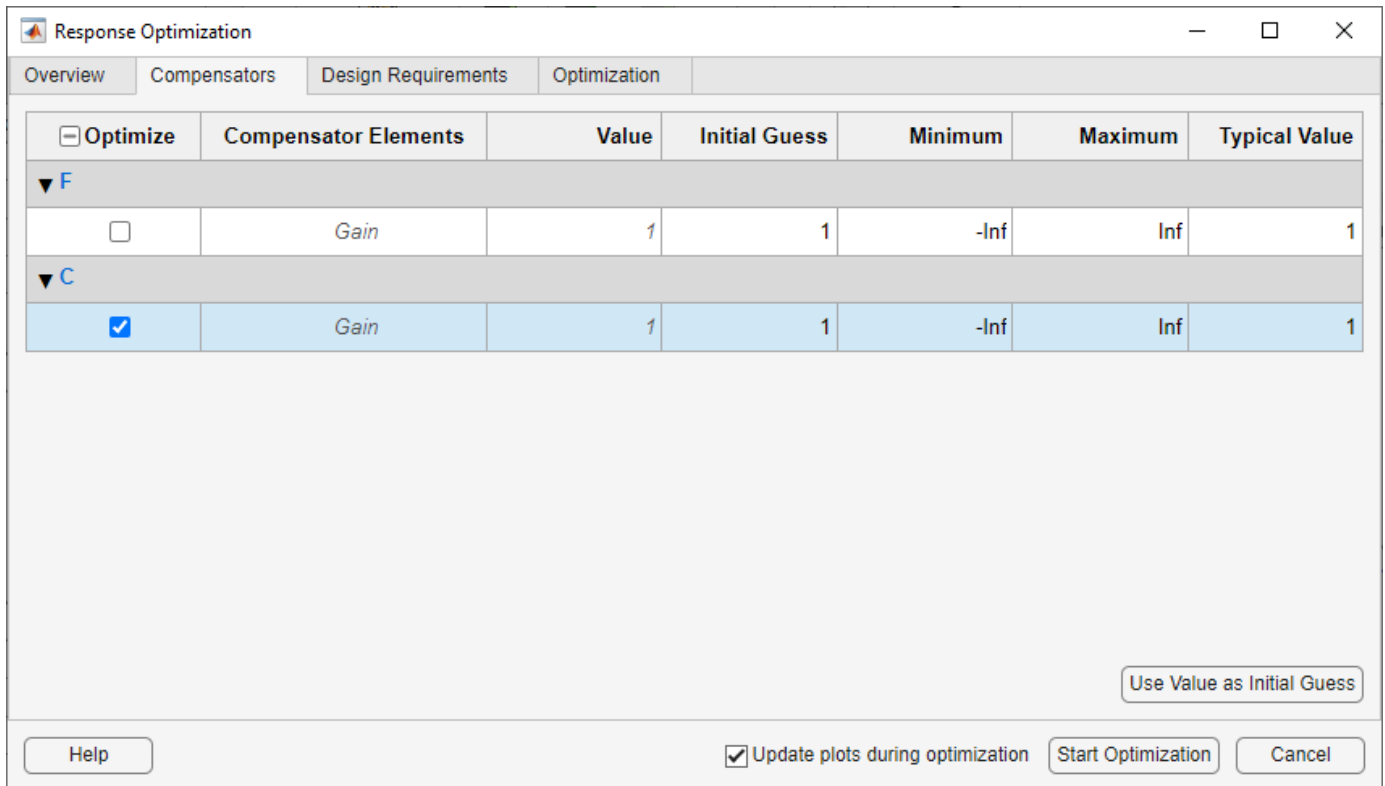 Response Optimization
Overview Compensators Design Requirements Optimization
Optimize Compensator Elements Value Initial Guess Minimum Maximum Typical Value
F
Gain 1 1 -Inf Inf 1
C
Gain 1 1 -Inf Inf 1
Use Value as Initial Guess
Help Update plots during optimization Start Optimization Cancel